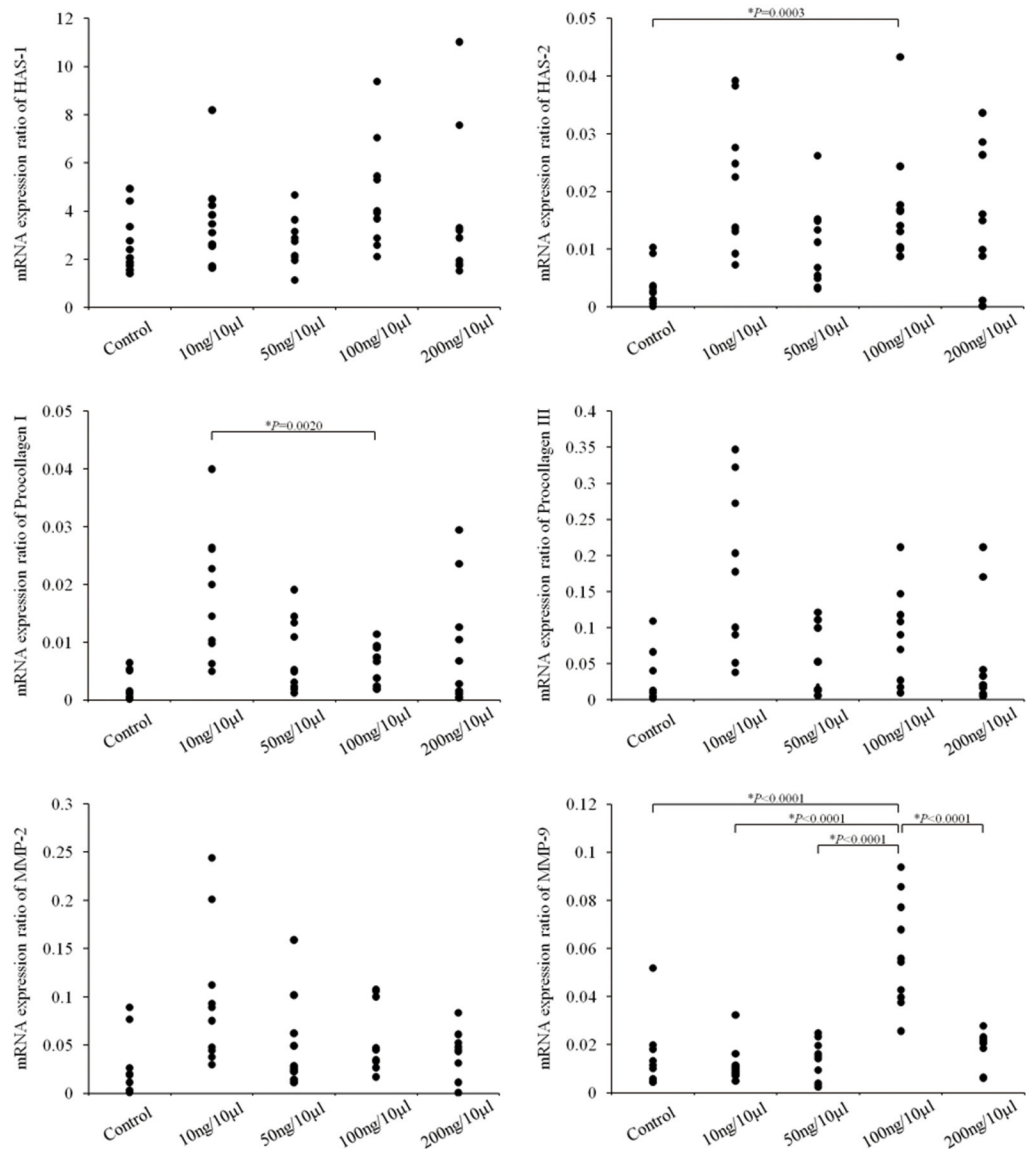 mRNA expression ratio of HAS-1
12
10
8
6
4
2
0
Control
10ng/10µl
50ng/10µl
100ng/10µl
200ng/10µl
mRNA expression ratio of HAS-2
0.05
0.04
0.03
0.02
0.01
0
*P=0.0003
Control
10ng/10µl
50ng/10µl
100ng/10µl
200ng/10µl
mRNA expression ratio of Procollagen I
0.05
0.04
0.03
0.02
0.01
0
*P=0.0020
Control
10ng/10µl
50ng/10µl
100ng/10µl
200ng/10µl
mRNA expression ratio of Procollagen III
0.4
0.35
0.3
0.25
0.2
0.15
0.1
0.05
0
Control
10ng/10µl
50ng/10µl
100ng/10µl
200ng/10µl
mRNA expression ratio of MMP-2
0.3
0.25
0.2
0.15
0.1
0.05
0
Control
10ng/10µl
50ng/10µl
100ng/10µl
200ng/10µl
mRNA expression ratio of MMP-9
0.12
0.1
0.08
0.06
0.04
0.02
0
*P<0.0001
*P<0.0001
*P<0.0001
*P<0.0001
Control
10ng/10µl
50ng/10µl
100ng/10µl
200ng/10µl